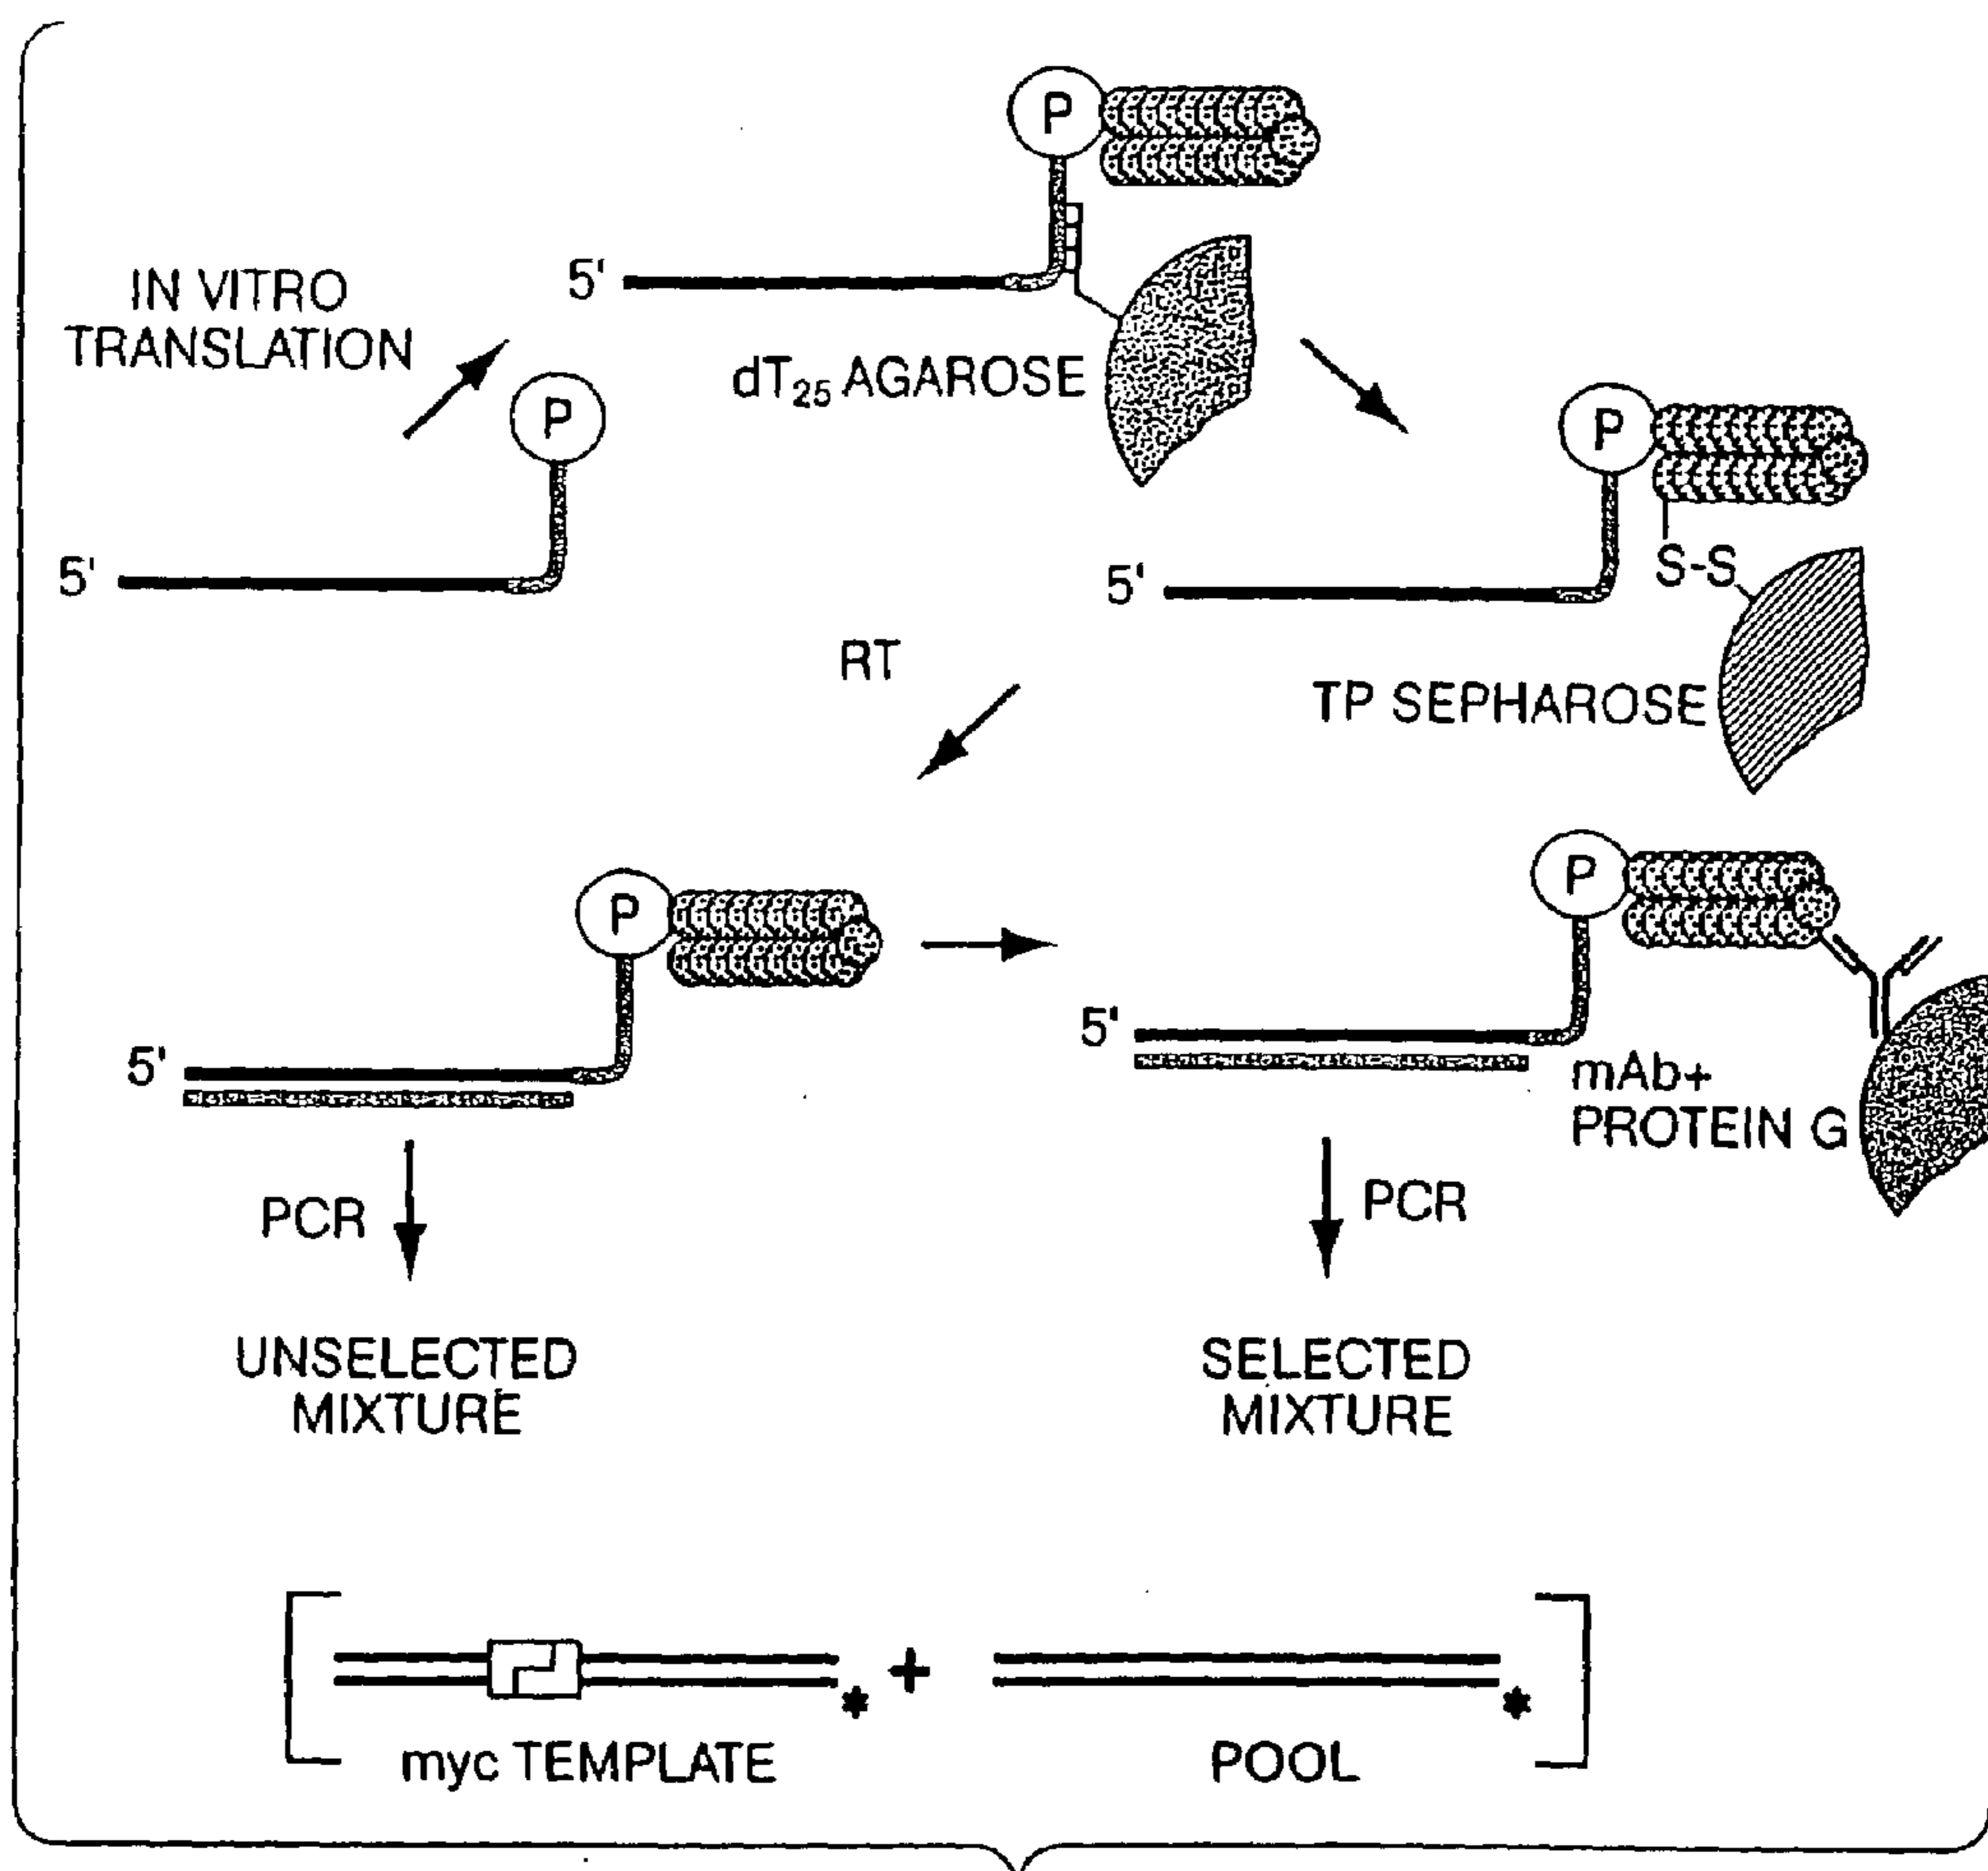 P
5'
IN VITRO
TRANSLATION
dT25 AGAROSE
P
5'
P
S-S
5'
TP SEPHAROSE
RT
P
5'
P
5'
mAb+
PROTEIN G
PCR
PCR
UNSELECTED
MIXTURE
SELECTED
MIXTURE
* + *
myc TEMPLATE
POOL